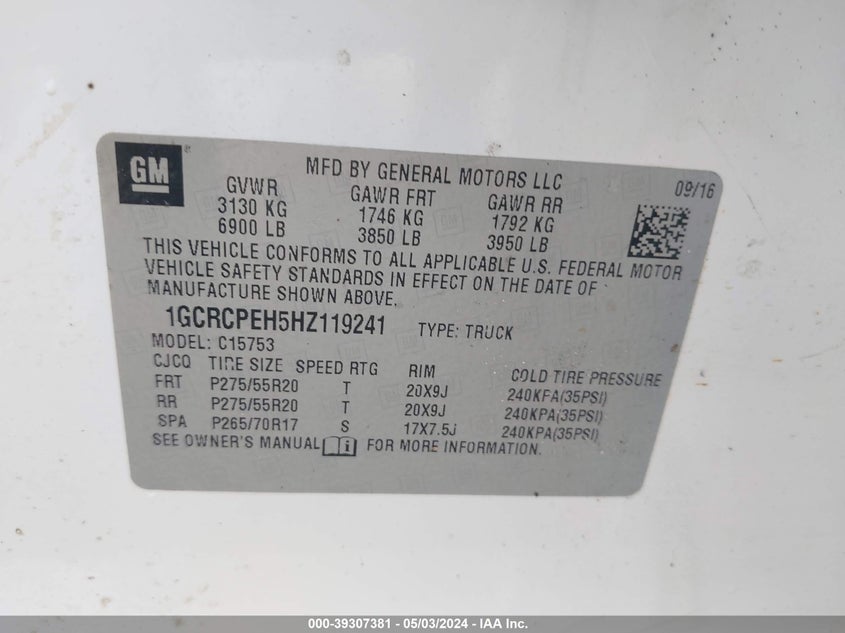 GM
MFD BY GENERAL MOTORS LLC
09/16
GVWR GAWR FRT GAWR RR
3130 KG 1746 KG 1792 KG
6900 LB 3850 LB 3950 LB
THIS VEHICLE CONFORMS TO ALL APPLICABLE U.S. FEDERAL MOTOR
VEHICLE SAFETY STANDARDS IN EFFECT ON THE DATE OF
MANUFACTURE SHOWN ABOVE.
1GCRCPEH5HZ119241 TYPE: TRUCK
MODEL: C15753
CJCQ TIRE SIZE SPEED RTG RIM COLD TIRE PRESSURE
FRT P275/55R20 T 20X9J 240KPA(35PSI)
RR P275/55R20 T 20X9J 240KPA(35PSI)
SPA P265/70R17 S 17X7.5J 240KPA(35PSI)
SEE OWNER'S MANUAL FOR MORE INFORMATION.
000-39307381 - 05/03/2024 - IAA Inc.